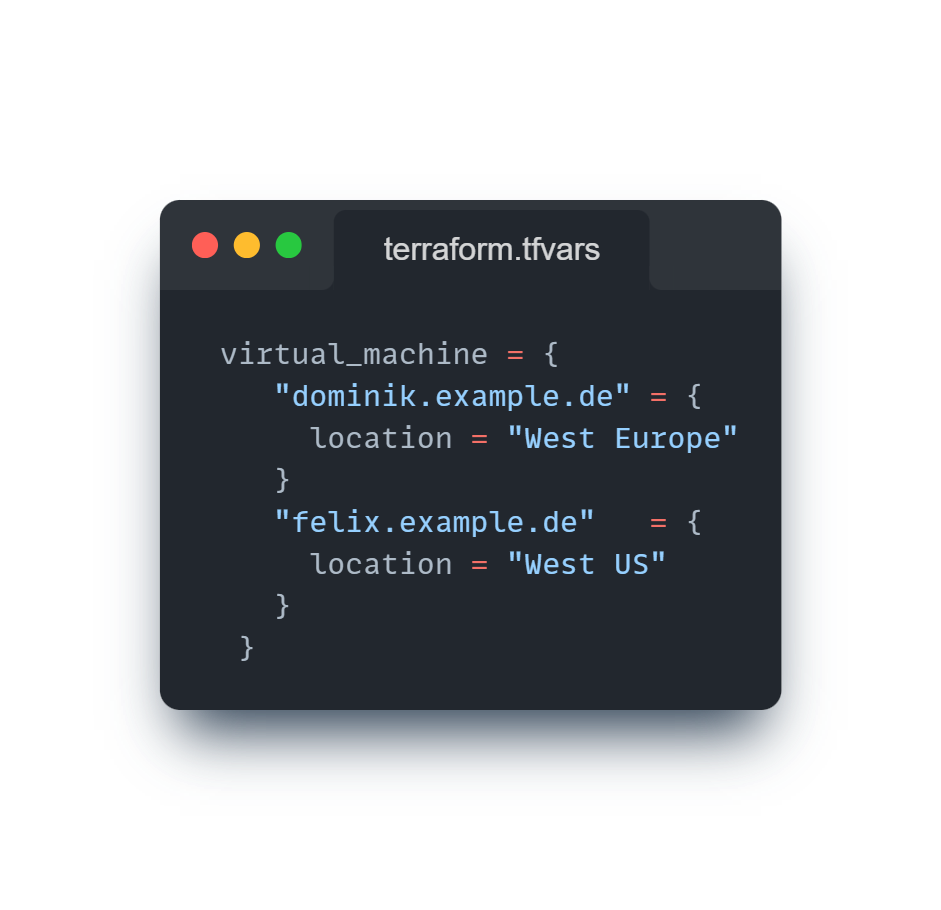 terraform.tfvars
virtual_machine = {
   "dominik.example.de" = {
     location = "West Europe"
   }
   "felix.example.de"   = {
     location = "West US"
   }
 }